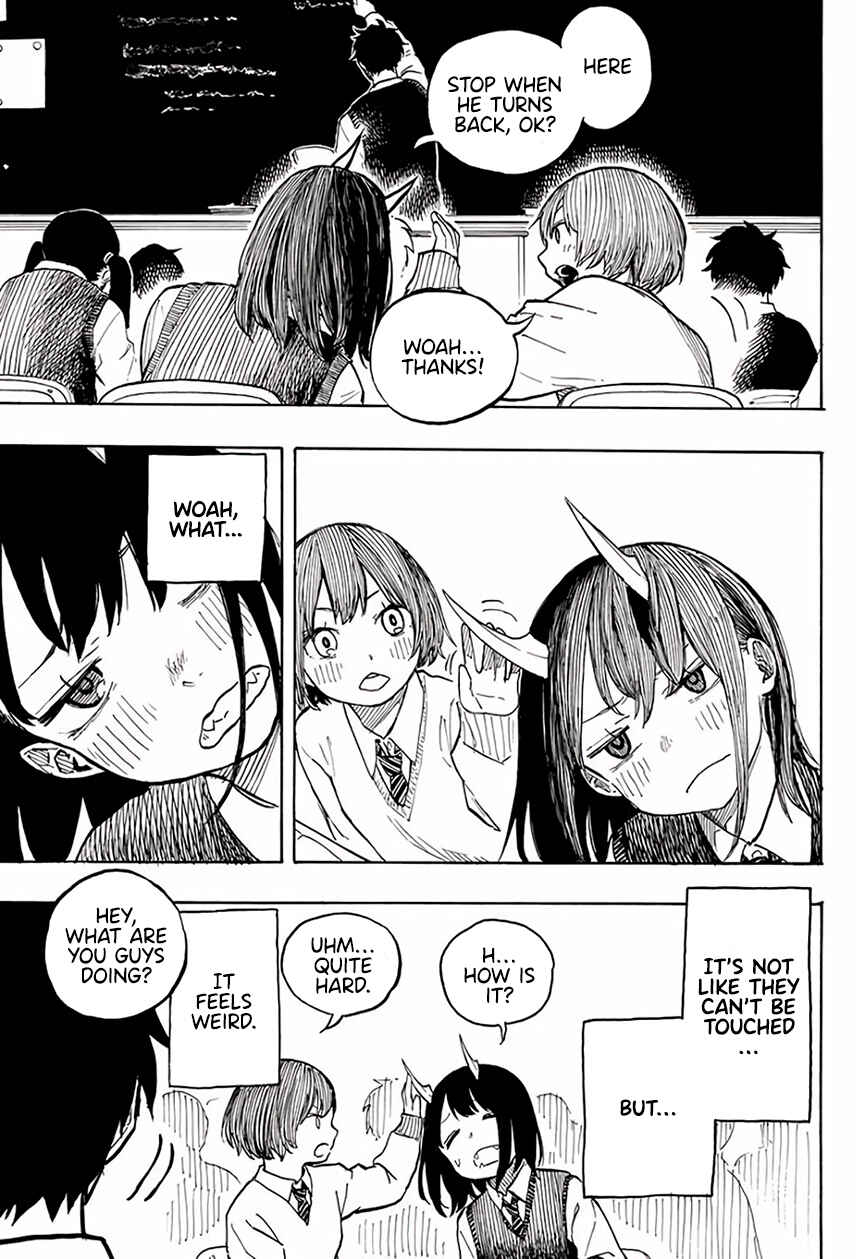 HERE
STOP WHEN
HE TURNS
BACK, OK?
WOAH...
THANKS!
WOAH,
WHAT...
IT'S NOT
LIKE THEY
CAN'T BE
TOUCHED
...
BUT...
H...
HOW IS
IT?
UHM...
QUITE
HARD.
IT
FEELS
WEIRD.
HEY,
WHAT ARE
YOU GUYS
DOING?